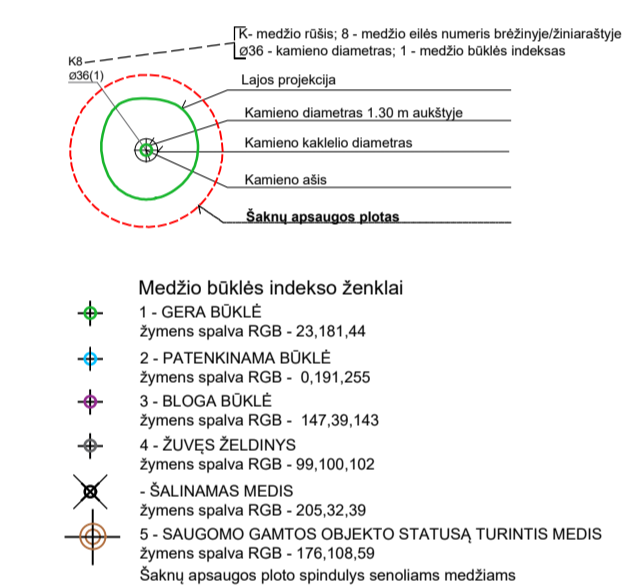 K- medžio rūšis; 8 - medžio eilės numeris brėžinyje/žiniaraštyje
ø36 - kamieno diametras; 1 - medžio būklės indeksas
K8
ø36(1)
Lajos projekcija
Kamieno diametras 1.30 m aukštyje
Kamieno kaklelio diametras
Kamieno ašis
Šaknų apsaugos plotas
Medžio būklės indekso ženklai
1 - GERA BŪKLĖ
žymens spalva RGB - 23,181,44
2 - PATENKINAMA BŪKLĖ
žymens spalva RGB - 0,191,255
3 - BLOGA BŪKLĖ
žymens spalva RGB - 147,39,143
4 - ŽUVĘS ŽELDINYS
žymens spalva RGB - 99,100,102
- ŠALINAMAS MEDIS
žymens spalva RGB - 205,32,39
5 - SAUGOMO GAMTOS OBJEKTO STATUSĄ TURINTIS MEDIS
žymens spalva RGB - 176,108,59
Šaknų apsaugos ploto spindulys senoliams medžiams